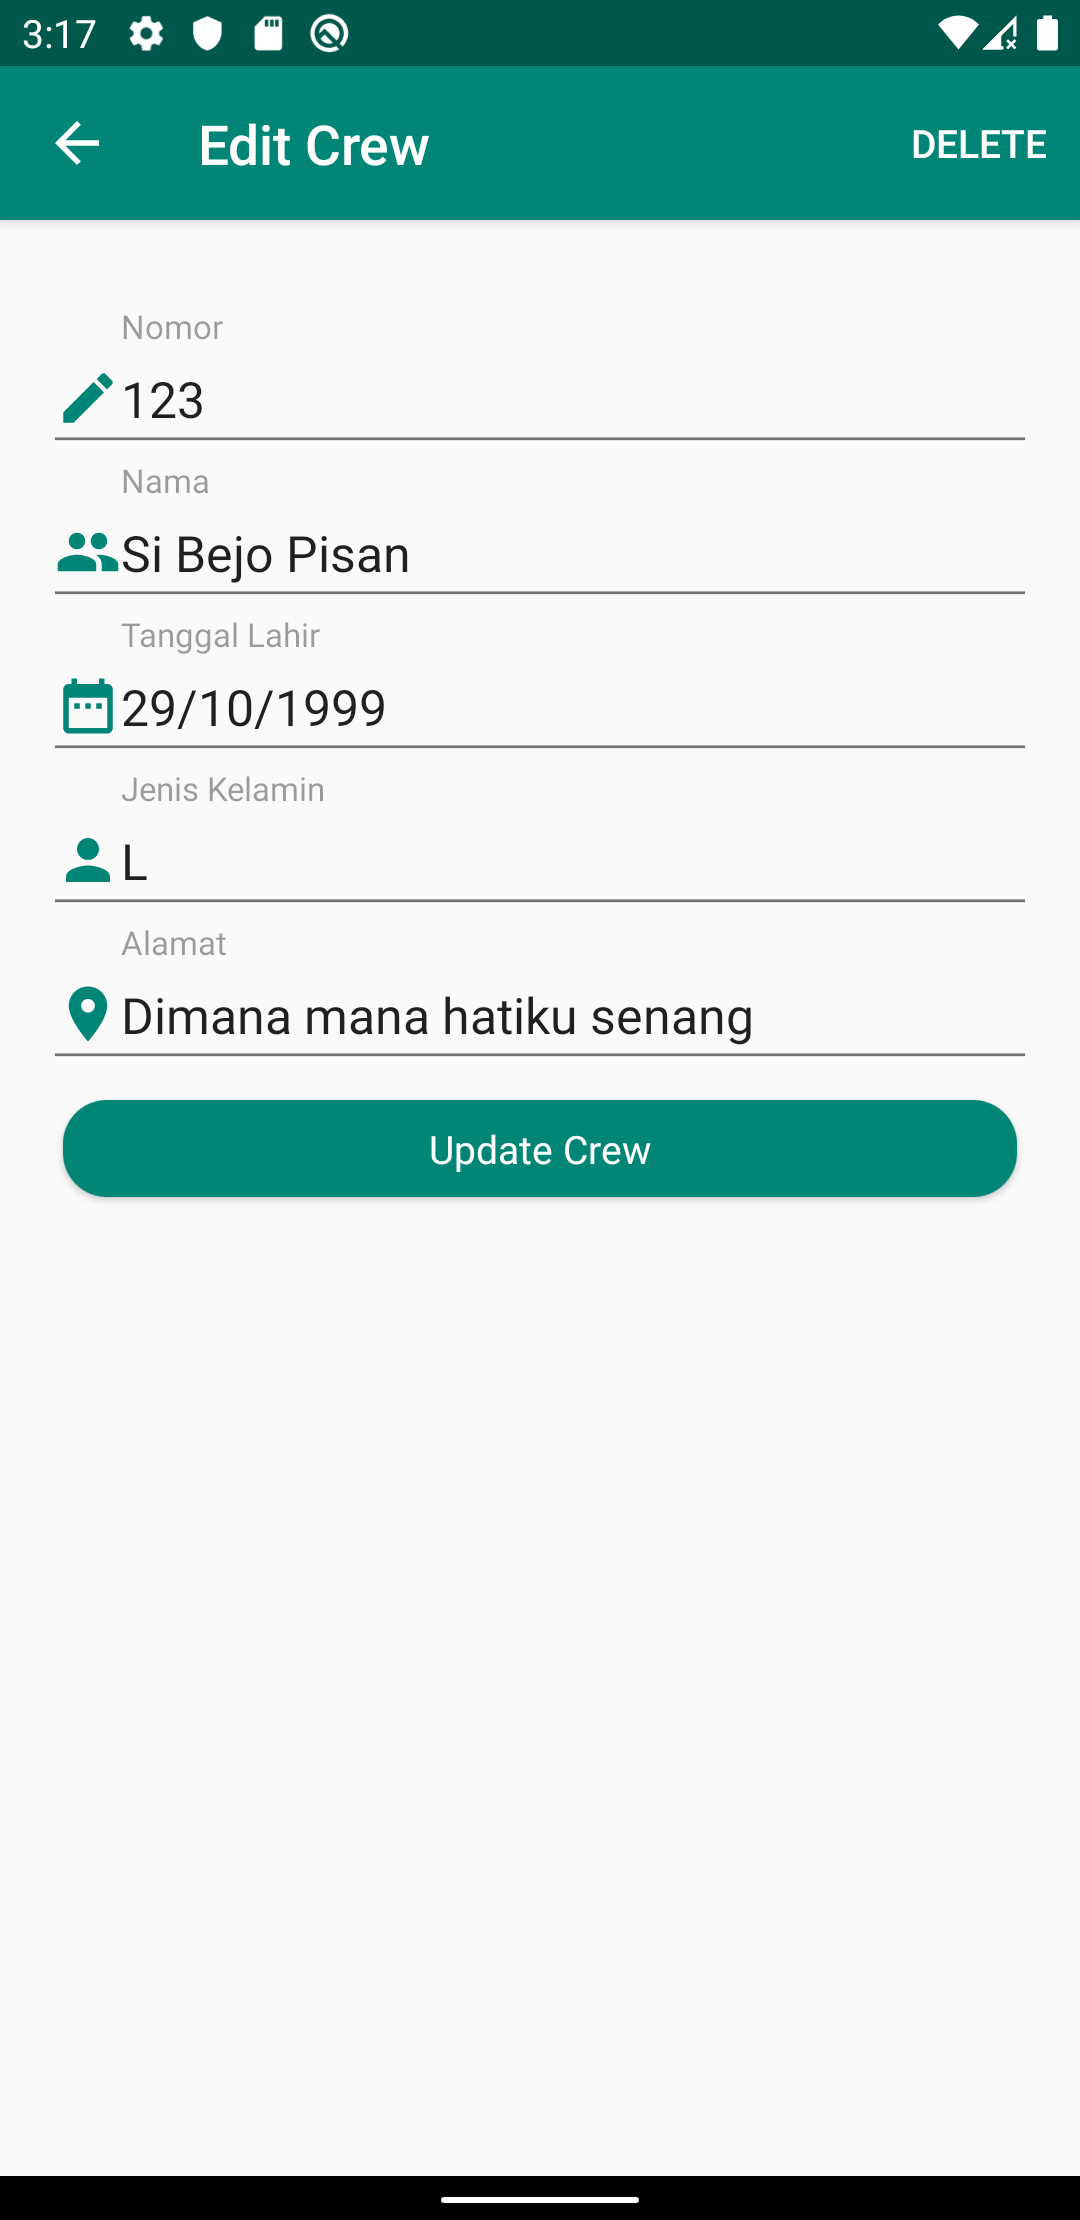 3:17
Edit Crew
DELETE
Nomor
123
Nama
Si Bejo Pisan
Tanggal Lahir
29/10/1999
Jenis Kelamin
L
Alamat
Dimana mana hatiku senang
Update Crew